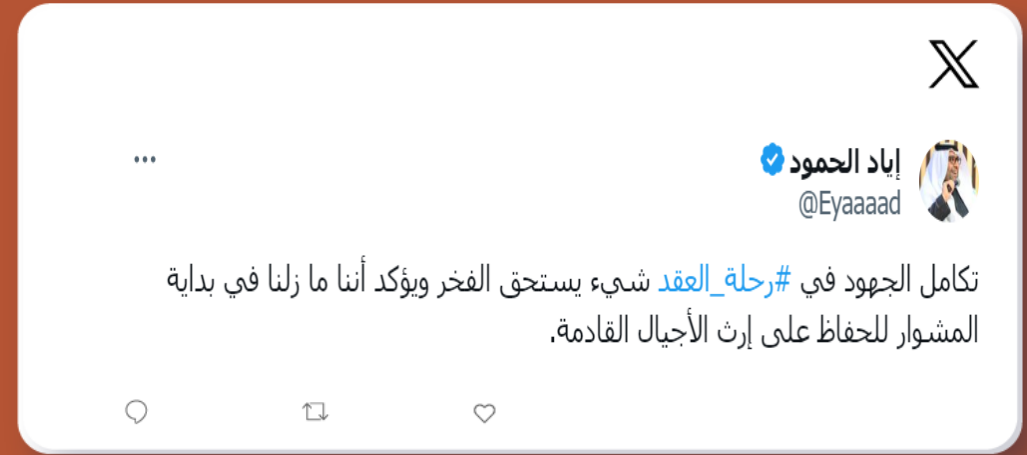 إياد الحمود
@Eyaaaad
تكامل الجهود في #رحلة_العقد شيء يستحق الفخر ويؤكد أننا ما زلنا في بداية
المشوار للحفاظ على إرث الأجيال القادمة.